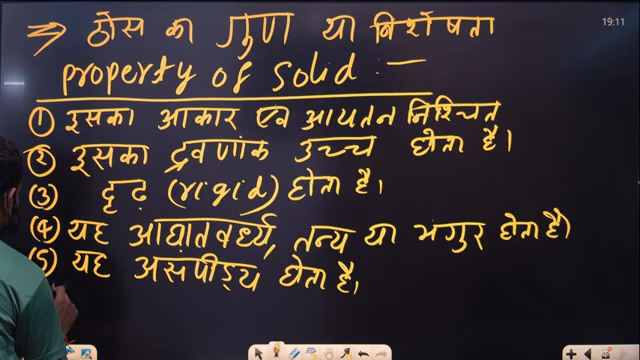 19:11
⇒ ठोस का गुण या विशेषता
property of solid :-
① इसका आकार एवं आयतन निश्चित होता है।
② इसका द्रवणांक उच्च
③ दृढ़ (rigid) होता है।
④ यह आघातवर्ध्य, तन्य या भंगुर होता है।
⑤ यह असंपीड्य होता है।